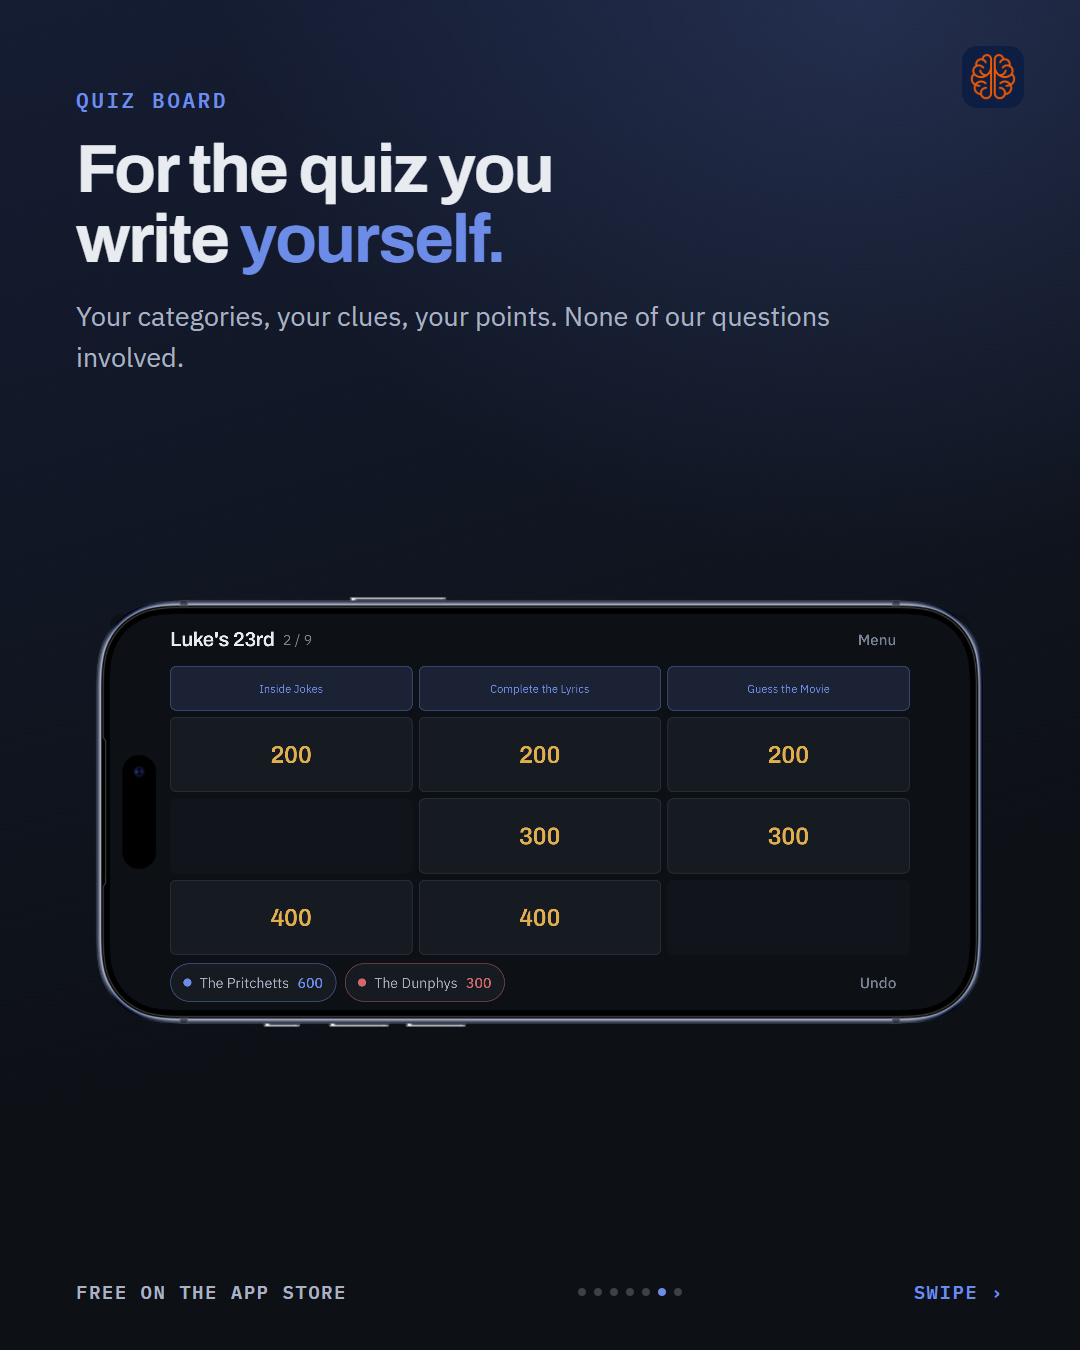 QUIZ BOARD
For the quiz you
write yourself.
Your categories, your clues, your points. None of our questions
involved.
Luke's 23rd 2 / 9 Menu
Inside Jokes Complete the Lyrics Guess the Movie
200 200 200
300 300
400 400
The Pritchetts 600 The Dunphys 300 Undo
FREE ON THE APP STORE SWIPE ›